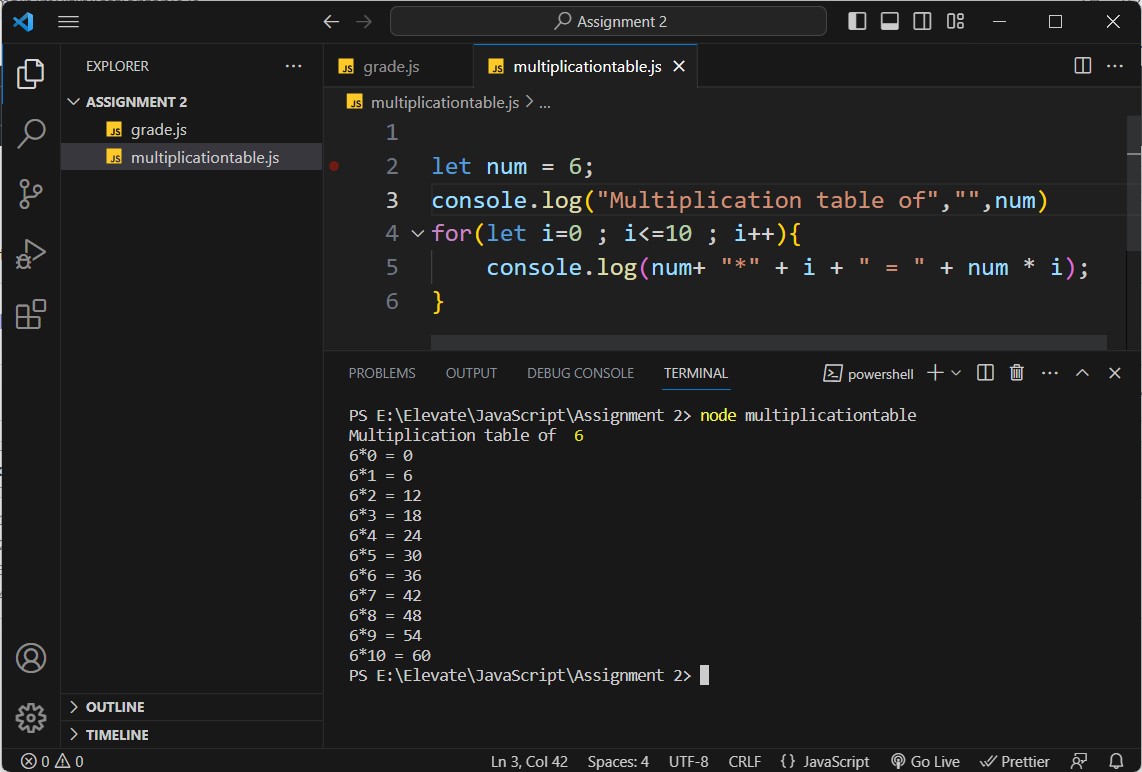 Assignment 2
EXPLORER
ASSIGNMENT 2
JS grade.js
JS multiplicationtable.js
OUTLINE
TIMELINE
JS grade.js
JS multiplicationtable.js
JS multiplicationtable.js > ...
1
2 let num = 6;
3 console.log("Multiplication table of","",num)
4 for(let i=0 ; i<=10 ; i++){
5 console.log(num+ "*" + i + " = " + num * i);
6 }
PROBLEMS OUTPUT DEBUG CONSOLE TERMINAL powershell
PS E:\Elevate\JavaScript\Assignment 2> node multiplicationtable
Multiplication table of  6
6*0 = 0
6*1 = 6
6*2 = 12
6*3 = 18
6*4 = 24
6*5 = 30
6*6 = 36
6*7 = 42
6*8 = 48
6*9 = 54
6*10 = 60
PS E:\Elevate\JavaScript\Assignment 2>
0 0 Ln 3, Col 42 Spaces: 4 UTF-8 CRLF {} JavaScript Go Live Prettier